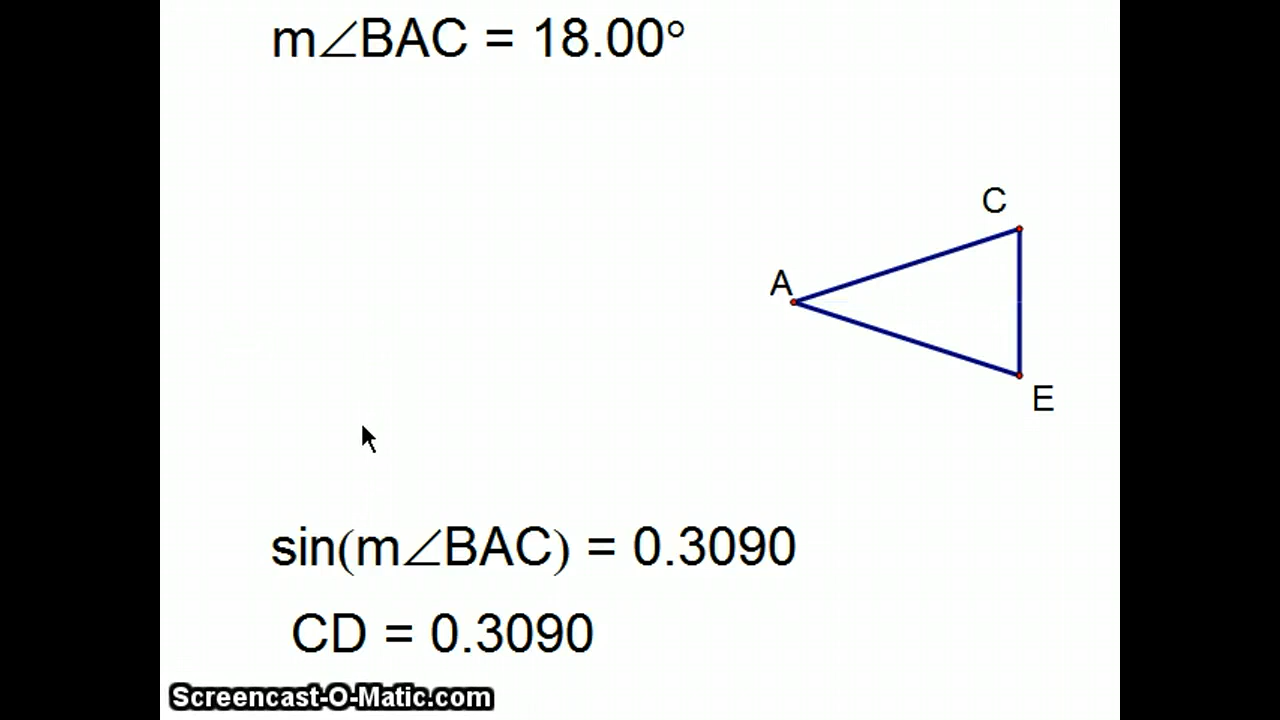 m∠BAC = 18.00°
C
A
E
sin(m∠BAC) = 0.3090
CD = 0.3090
Screencast-O-Matic.com